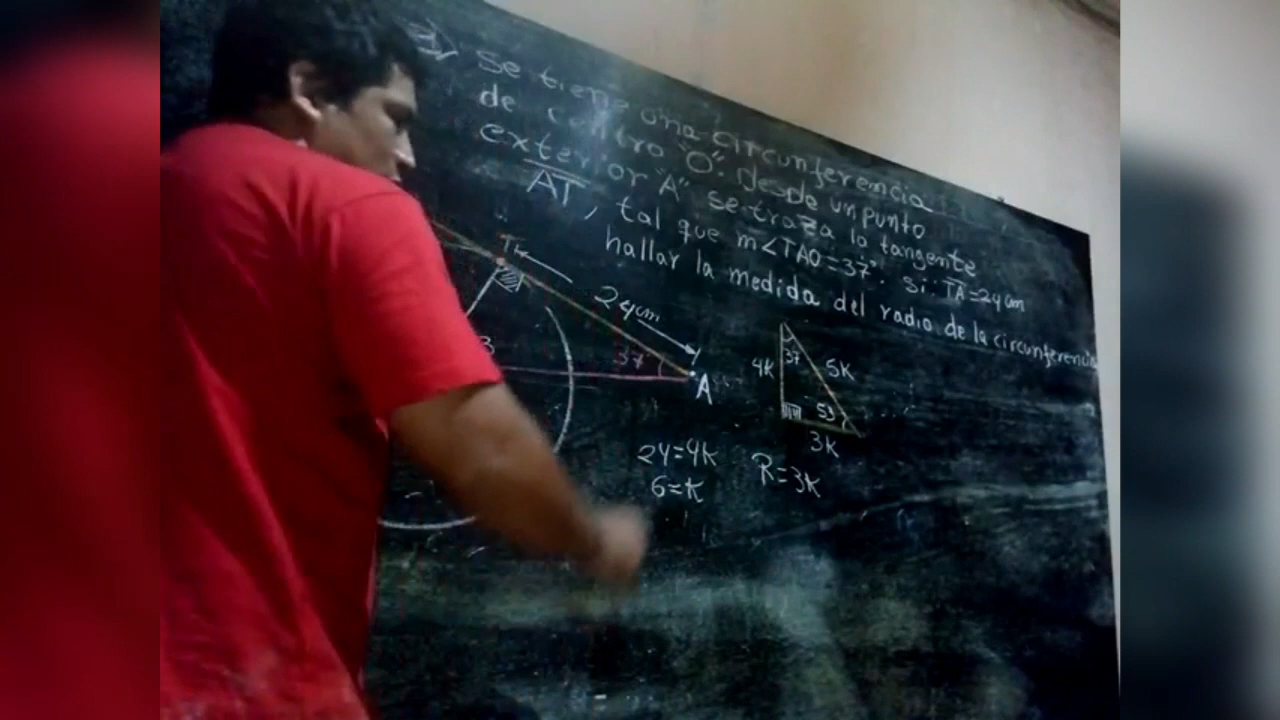 2) Se tiene una circunferencia
de centro "O". desde un punto
exterior "A" se traza la tangente
AT, tal que m∠TAO=37°. Si: TA=24 cm
hallar la medida del radio de la circunferencia
T
24cm
37°
A
37
4K
5K
53
3K
24=4K
6=K
R=3K